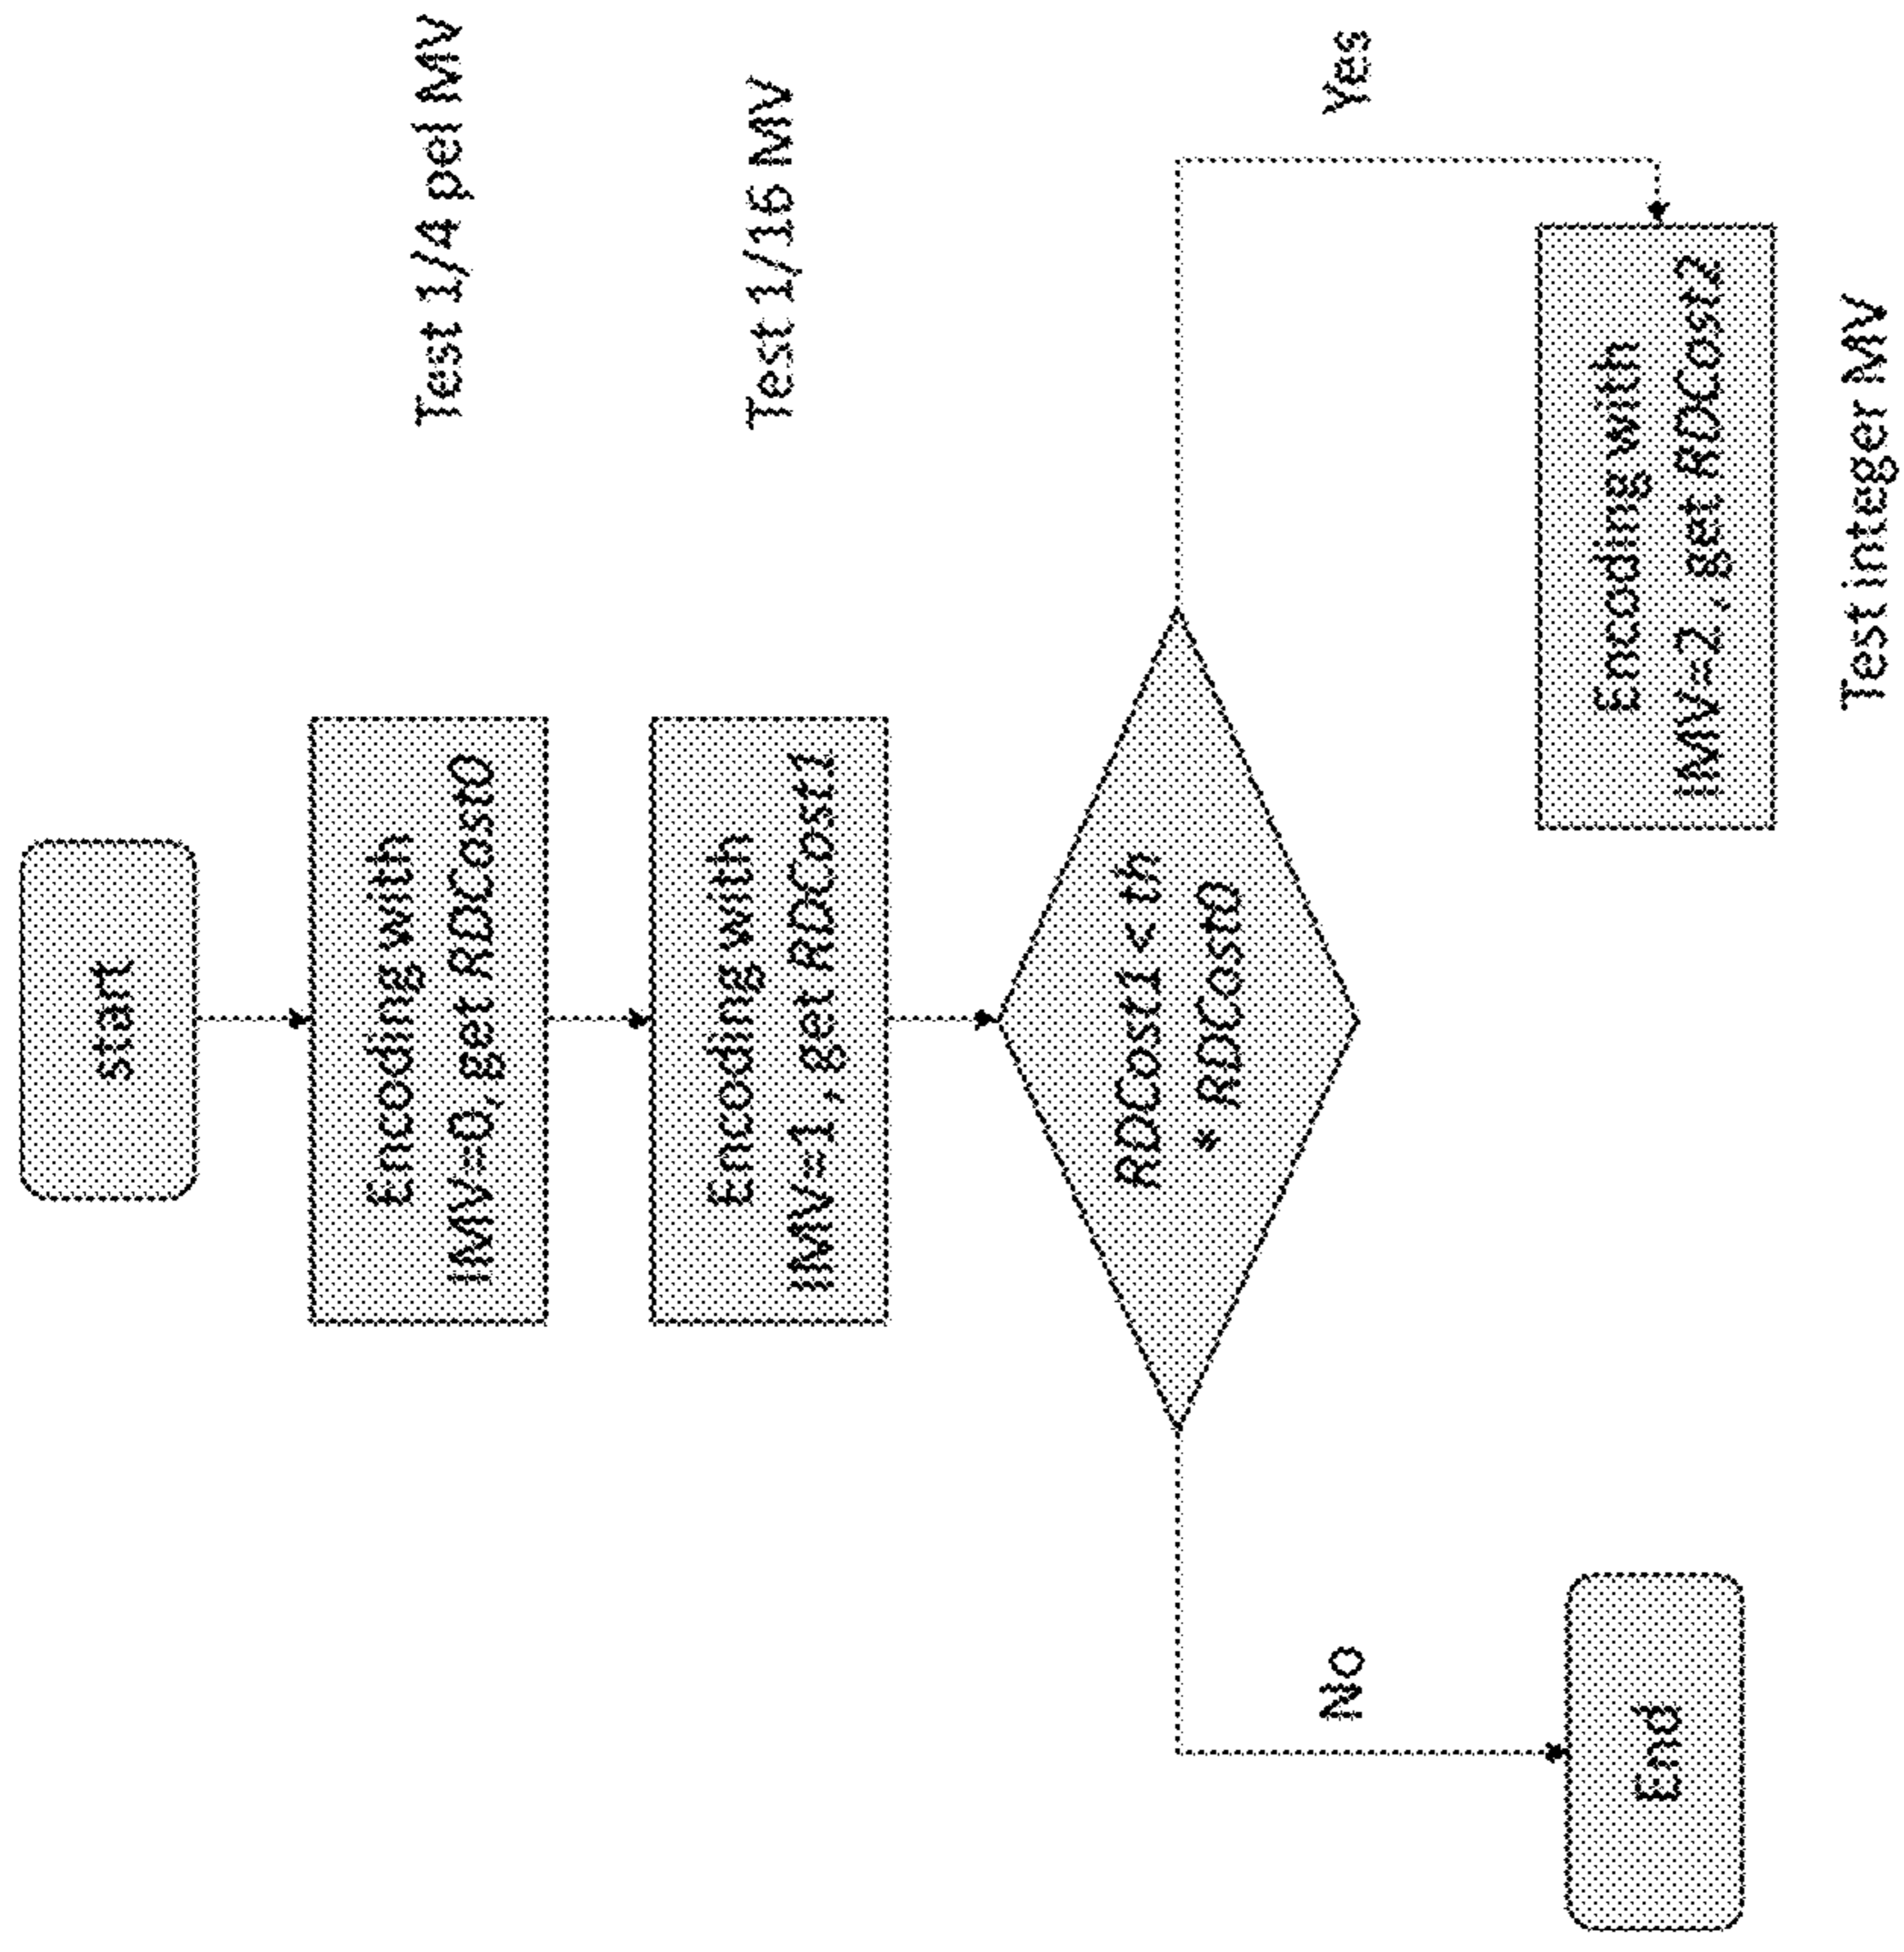 start
Encoding with
IMV=0, get RDCost0
Test 1/4 pel MV
Encoding with
IMV=1 , get RDCost1
Test 1/16 MV
RDCost1 < th
* RDCost0
No
Yes
End
Encoding with
IMV=2 , get RDCost2
Test integer MV